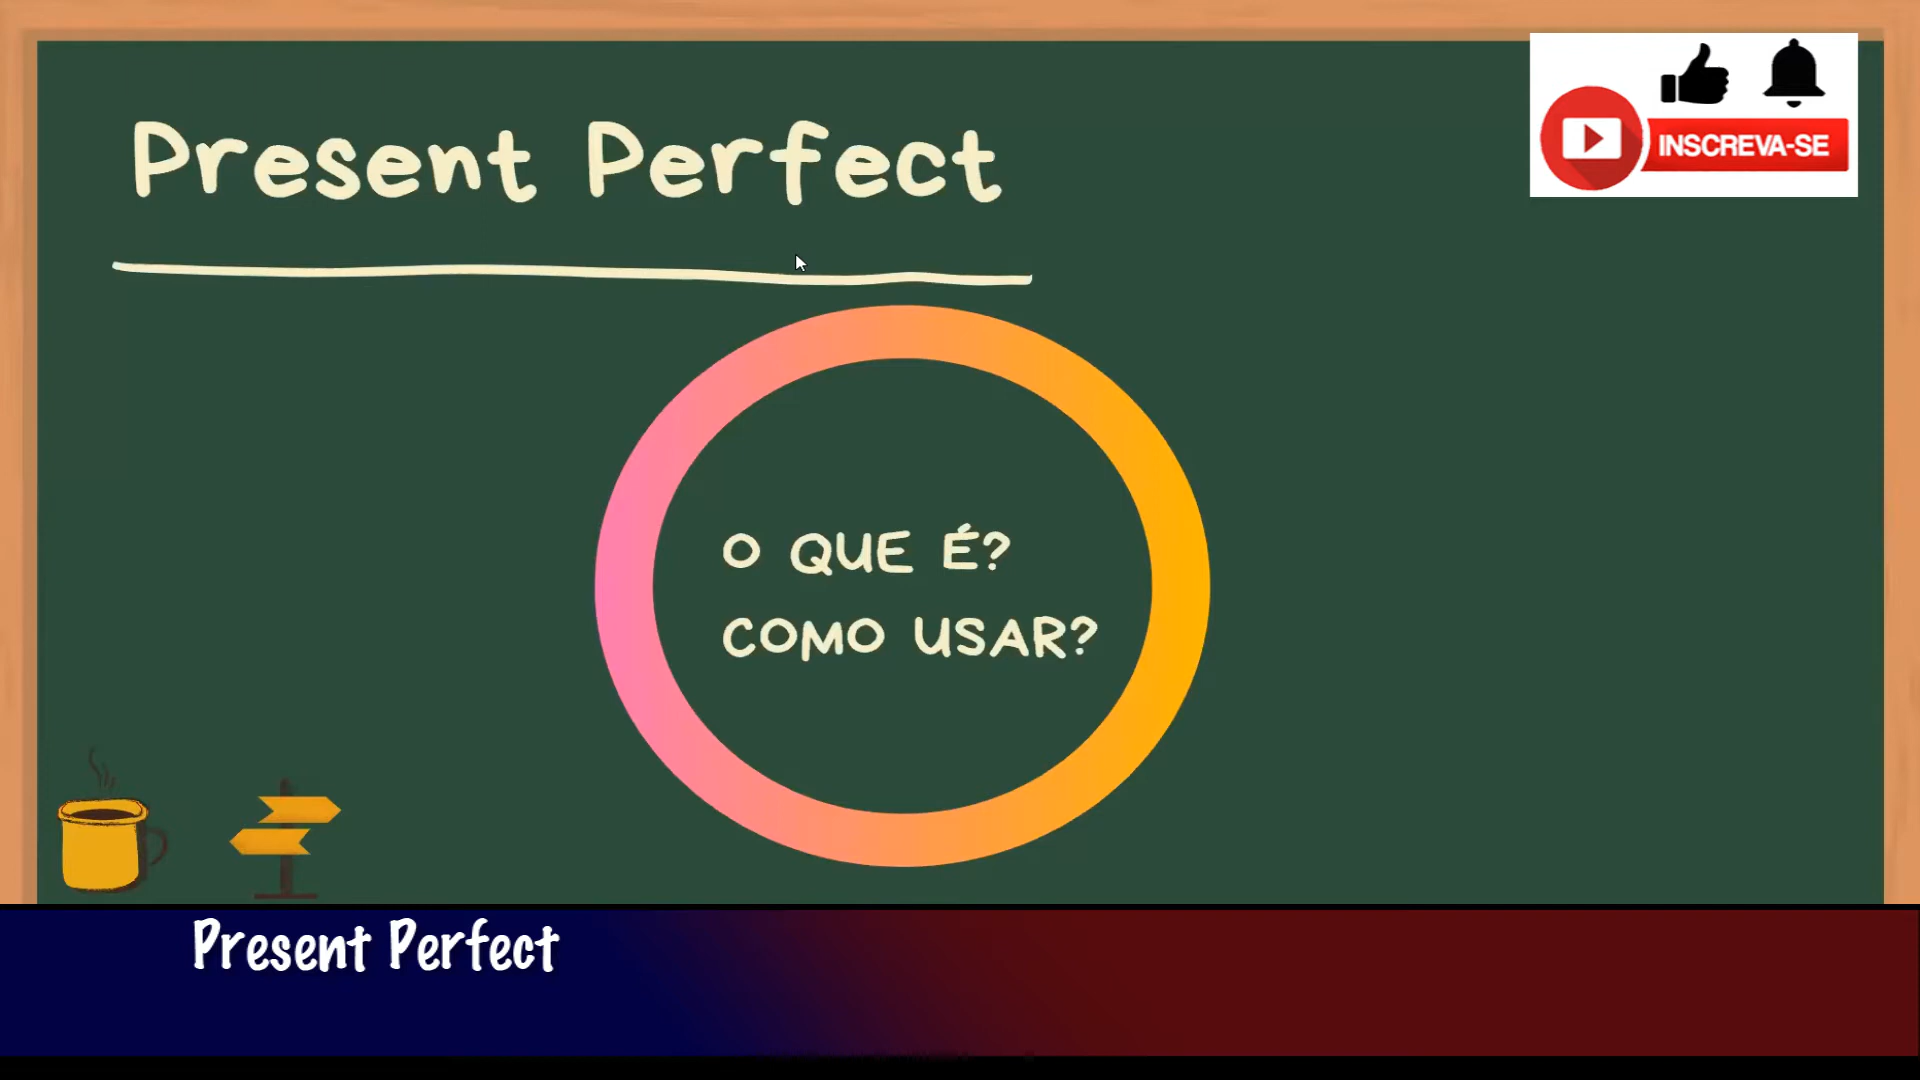 Present Perfect
INSCREVA-SE
O QUE É?
COMO USAR?
Present Perfect